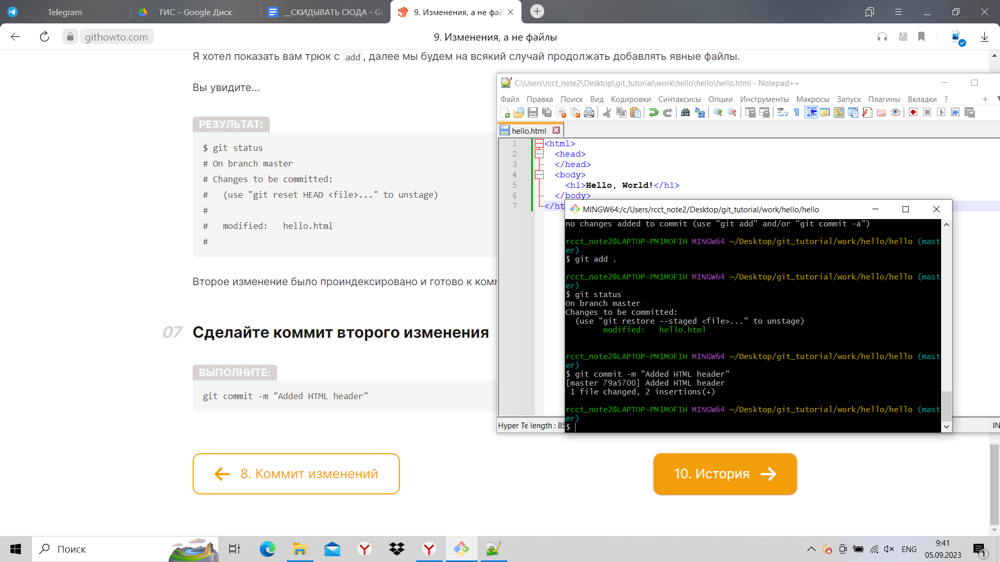 Telegram
ТИС – Google Диск
__СКИДЫВАТЬ СЮДА - Go
9. Изменения, а не фай
githowto.com
9. Изменения, а не файлы
Я хотел показать вам трюк с add, далее мы будем на всякий случай продолжать добавлять явные файлы.
Вы увидите...
РЕЗУЛЬТАТ:
$ git status
# On branch master
# Changes to be committed:
#   (use "git reset HEAD <file>..." to unstage)
#
#   modified:   hello.html
#
Второе изменение было проиндексировано и готово к
07 Сделайте коммит второго изменения
ВЫПОЛНИТЕ:
git commit -m "Added HTML header"
8. Коммит изменений
10. История
C:\Users\rcct_note2\Desktop\git_tutorial\work\hello\hello\hello.html - Notepad++
Файл Правка Поиск Вид Кодировки Синтаксисы Опции Инструменты Макросы Запуск Плагины Вкладки ?
hello.html
1 <html>
2 <head>
3 </head>
4 <body>
5 <h1>Hello, World!</h1>
6 </body>
7 </ht
Hyper Te length : 85
IN
MINGW64:/c/Users/rcct_note2/Desktop/git_tutorial/work/hello/hello
no changes added to commit (use "git add" and/or "git commit -a")
rcct_note2@LAPTOP-PM1MOFIH MINGW64 ~/Desktop/git_tutorial/work/hello/hello (mast
er)
$ git add .
rcct_note2@LAPTOP-PM1MOFIH MINGW64 ~/Desktop/git_tutorial/work/hello/hello (mast
er)
$ git status
On branch master
Changes to be committed:
  (use "git restore --staged <file>..." to unstage)
        modified:   hello.html
rcct_note2@LAPTOP-PM1MOFIH MINGW64 ~/Desktop/git_tutorial/work/hello/hello (mast
er)
$ git commit -m "Added HTML header"
[master 79a5700] Added HTML header
 1 file changed, 2 insertions(+)
rcct_note2@LAPTOP-PM1MOFIH MINGW64 ~/Desktop/git_tutorial/work/hello/hello (mast
er)
$
Поиск
ENG
9:41
05.09.2023
1